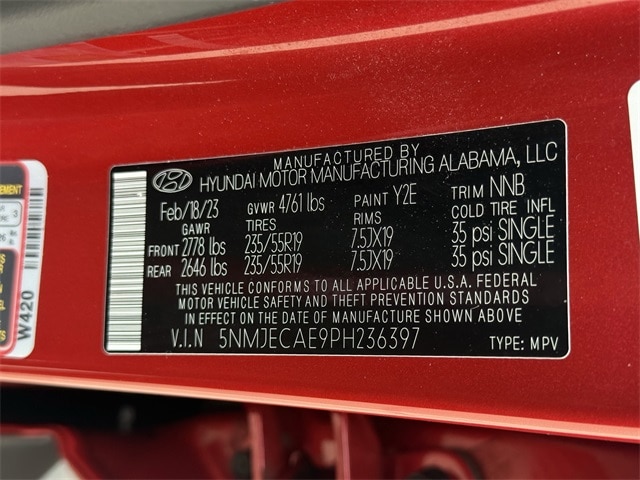 MANUFACTURED BY
HYUNDAI MOTOR MANUFACTURING ALABAMA, LLC
Feb/18/23 GVWR 4761 lbs PAINT Y2E TRIM NNB
GAWR TIRES RIMS COLD TIRE INFL
FRONT 2778 lbs 235/55R19 7.5JX19 35 psi SINGLE
REAR 2646 lbs 235/55R19 7.5JX19 35 psi SINGLE
THIS VEHICLE CONFORMS TO ALL APPLICABLE U.S.A. FEDERAL
MOTOR VEHICLE SAFETY AND THEFT PREVENTION STANDARDS
IN EFFECT ON THE DATE OF MANUFACTURE SHOWN ABOVE
V.I.N 5NMJECAE9PH236397 TYPE: MPV
W420
3